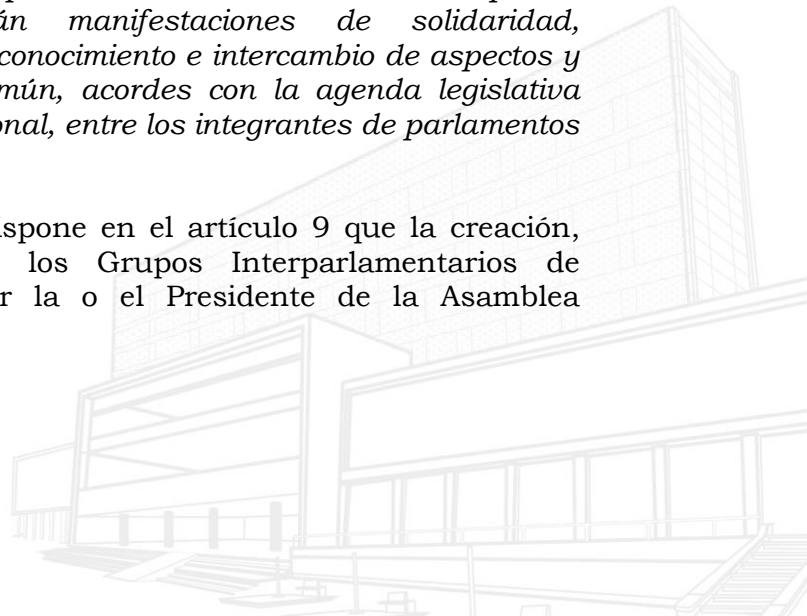 án manifestaciones de solidaridad,
conocimiento e intercambio de aspectos y
mún, acordes con la agenda legislativa
onal, entre los integrantes de parlamentos
ispone en el artículo 9 que la creación,
los Grupos Interparlamentarios de
r la o el Presidente de la Asamblea